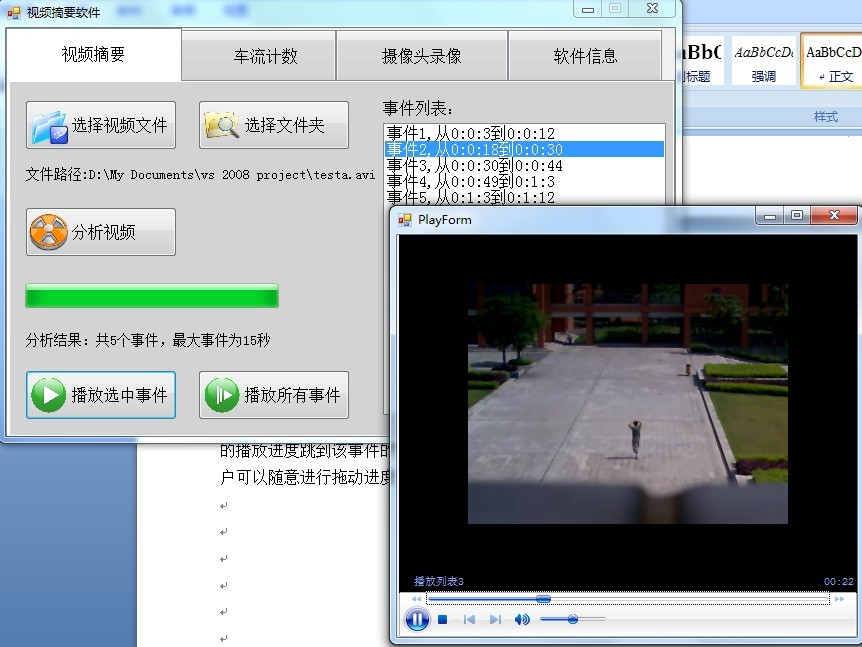 视频摘要软件
视频摘要
车流计数
摄像头录像
软件信息
选择视频文件
选择文件夹
事件列表：
事件1,从0:0:3到0:0:12
事件2,从0:0:18到0:0:30
事件3,从0:0:30到0:0:44
事件4,从0:0:49到0:1:3
事件5,从0:1:3到0:1:12
文件路径:D:\My Documents\vs 2008 project\testa.avi
分析视频
分析结果：共5个事件，最大事件为15秒
播放选中事件
播放所有事件
AaBbCcD
标题
强调
正文
样式
PlayForm
播放列表3
00:22
的播放进度跳到该事件的
户可以随意进行拖动进度